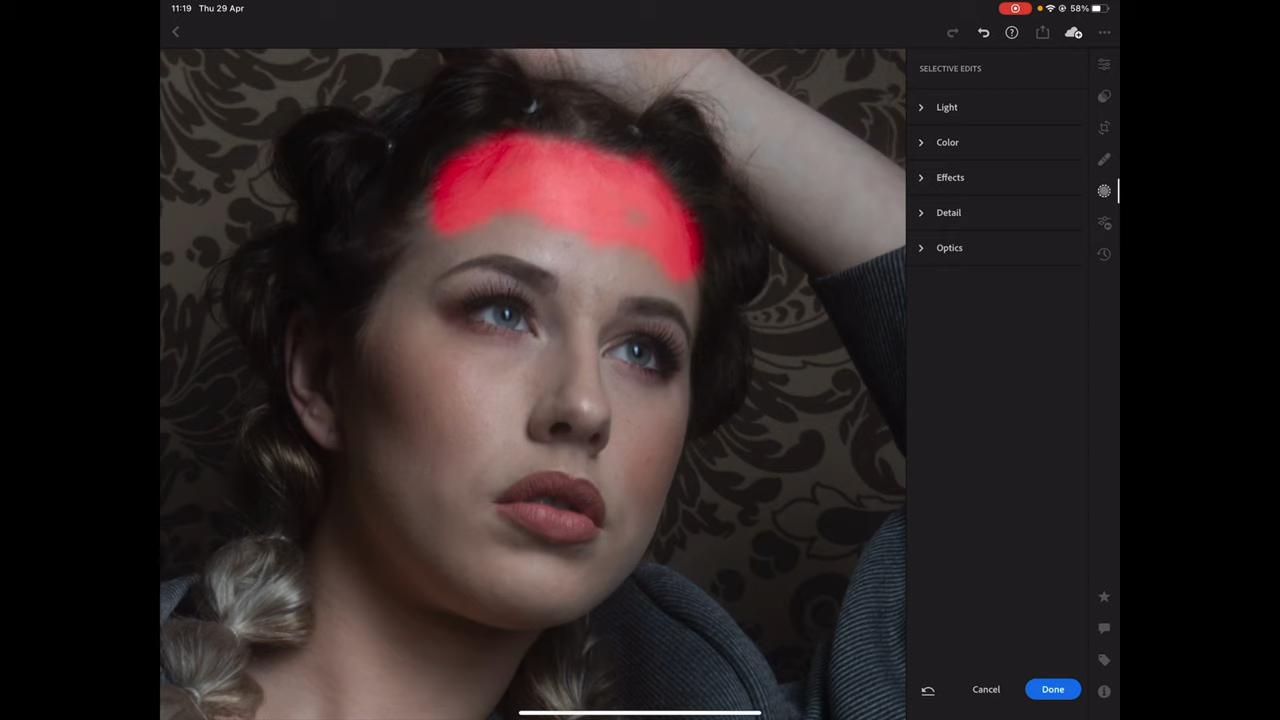 11:19 Thu 29 Apr
58%
SELECTIVE EDITS
Light
Color
Effects
Detail
Optics
Cancel
Done